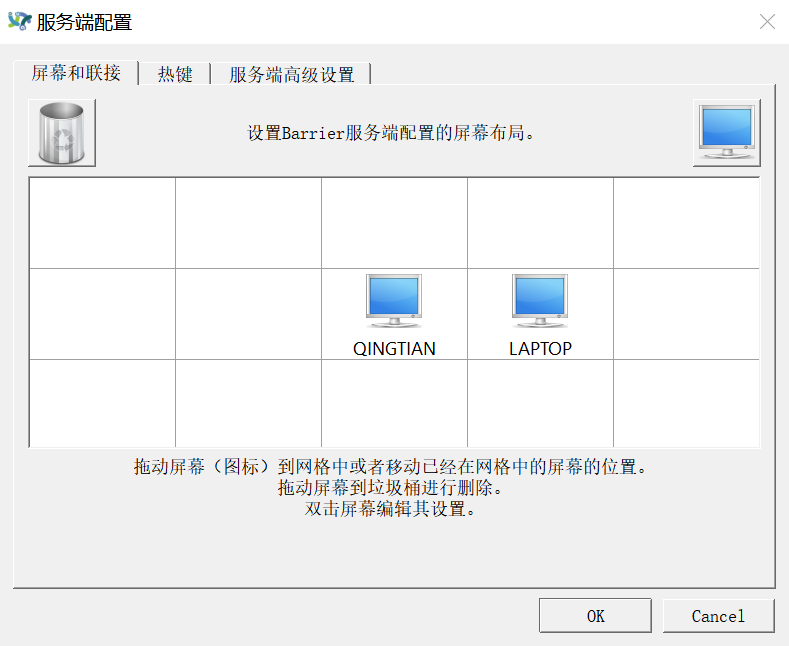 服务端配置
屏幕和联接 热键 服务端高级设置
设置Barrier服务端配置的屏幕布局。
QINGTIAN LAPTOP
拖动屏幕（图标）到网格中或者移动已经在网格中的屏幕的位置。
拖动屏幕到垃圾桶进行删除。
双击屏幕编辑其设置。
OK Cancel